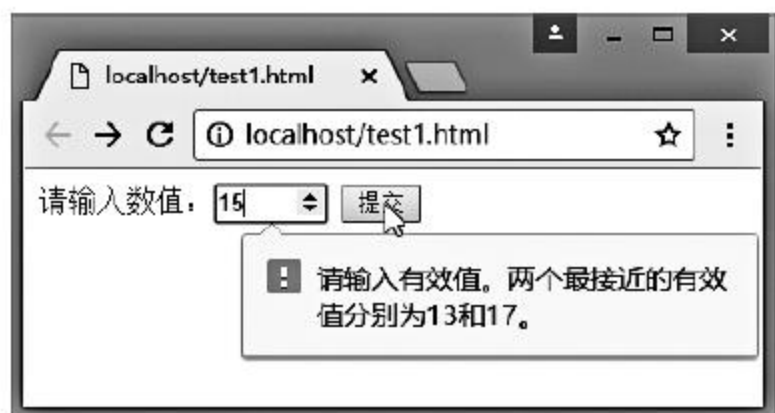 localhost/test1.html
localhost/test1.html
请输入数值：15 提交
请输入有效值。两个最接近的有效
值分别为13和17。